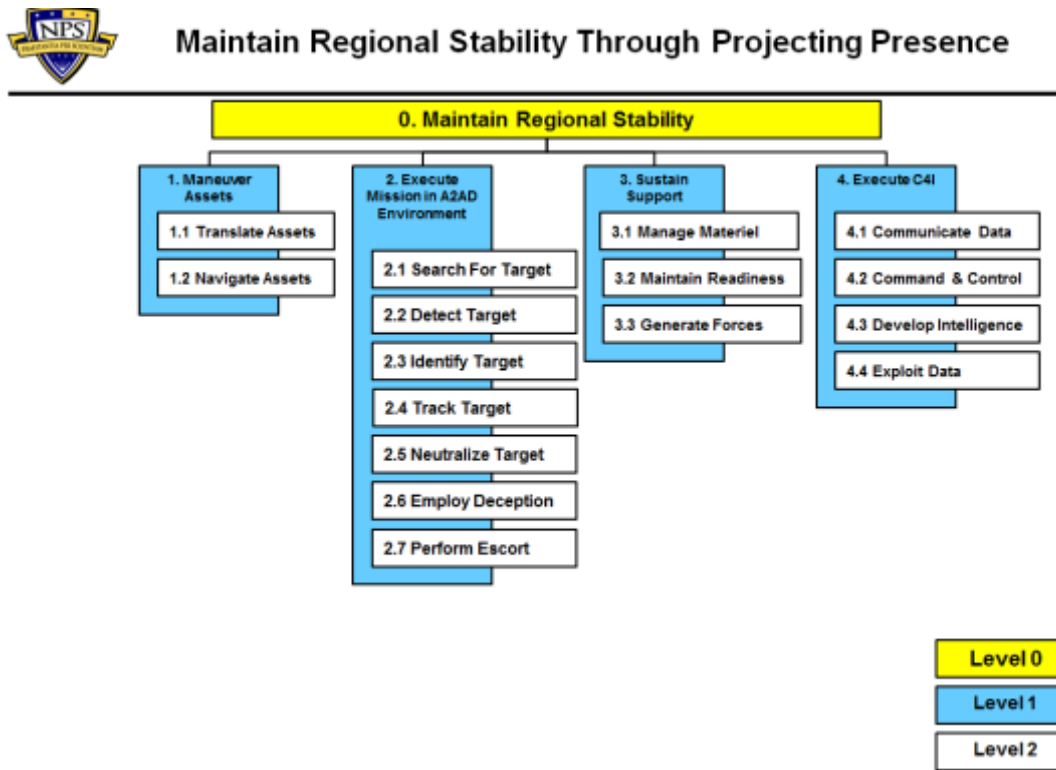 NPS
Maintain Regional Stability Through Projecting Presence
0. Maintain Regional Stability
1. Maneuver
Assets
1.1 Translate Assets
1.2 Navigate Assets
2. Execute
Mission in A2AD
Environment
2.1 Search For Target
2.2 Detect Target
2.3 Identify Target
2.4 Track Target
2.5 Neutralize Target
2.6 Employ Deception
2.7 Perform Escort
3. Sustain
Support
3.1 Manage Materiel
3.2 Maintain Readiness
3.3 Generate Forces
4. Execute C4I
4.1 Communicate Data
4.2 Command & Control
4.3 Develop Intelligence
4.4 Exploit Data
Level 0
Level 1
Level 2